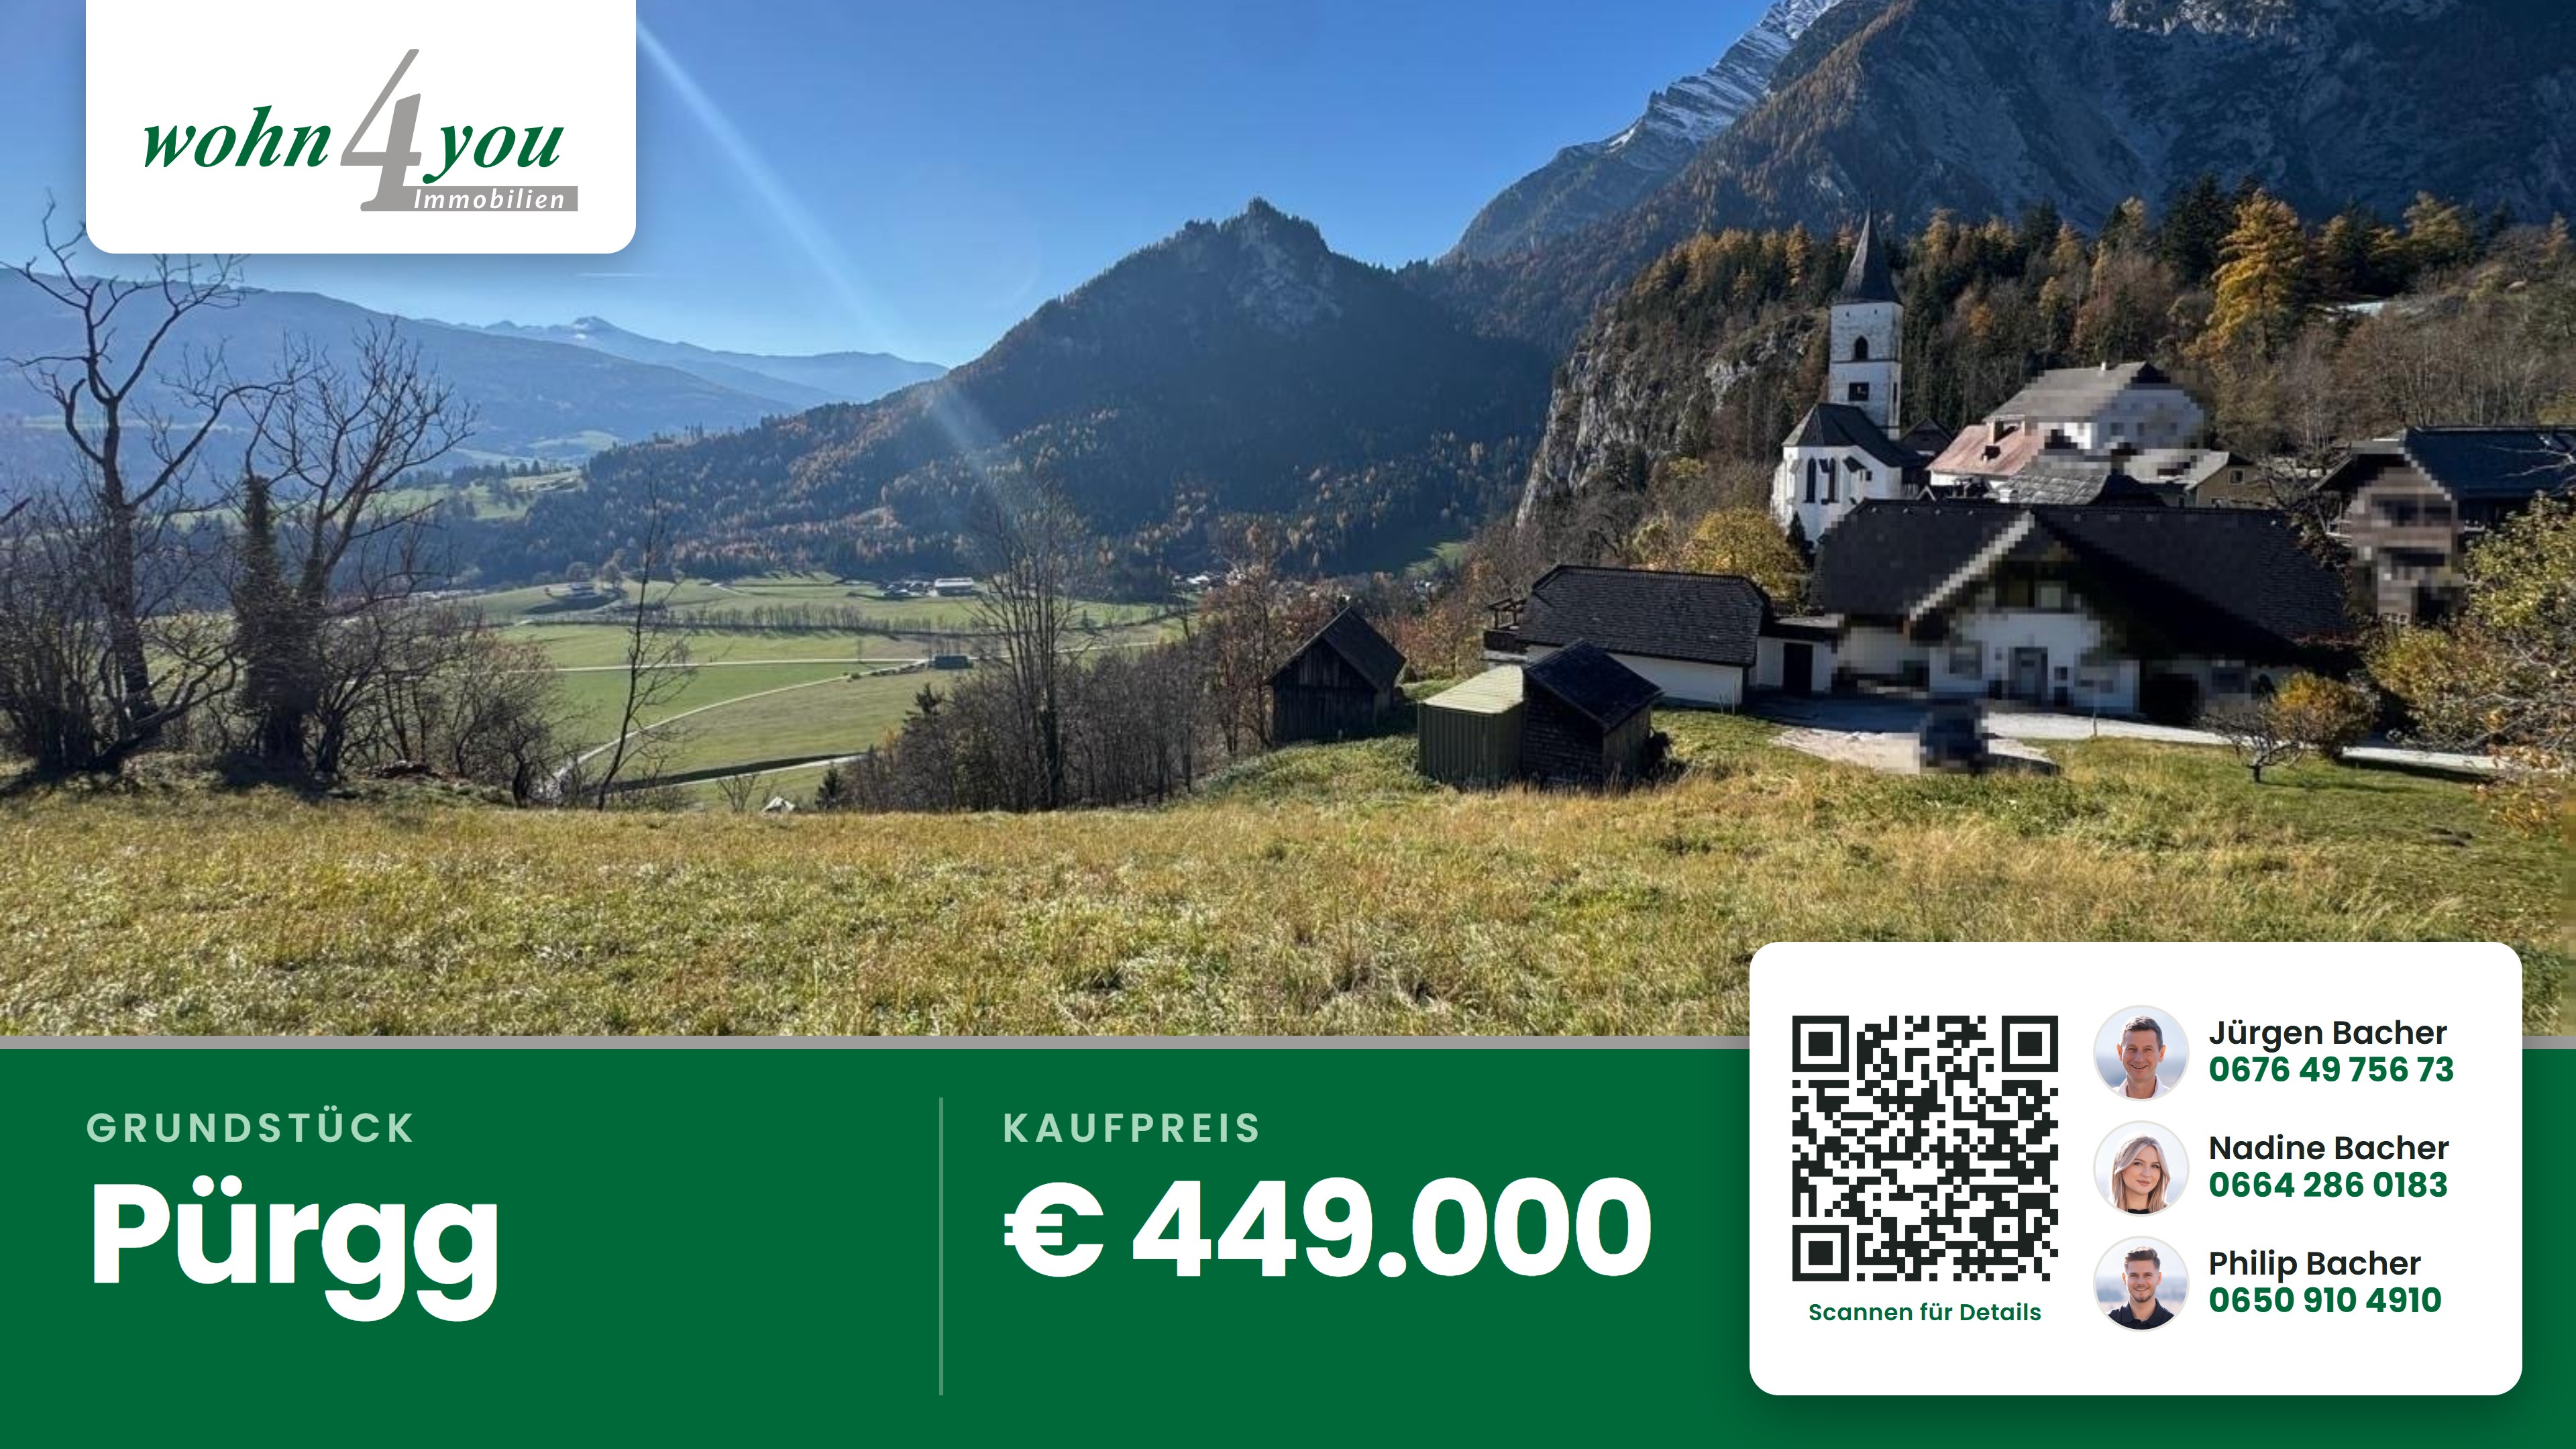 wohn4you
Immobilien
GRUNDSTÜCK
Pürgg
KAUFPREIS
€ 449.000
Scannen für Details
Jürgen Bacher
0676 49 756 73
Nadine Bacher
0664 286 0183
Philip Bacher
0650 910 4910